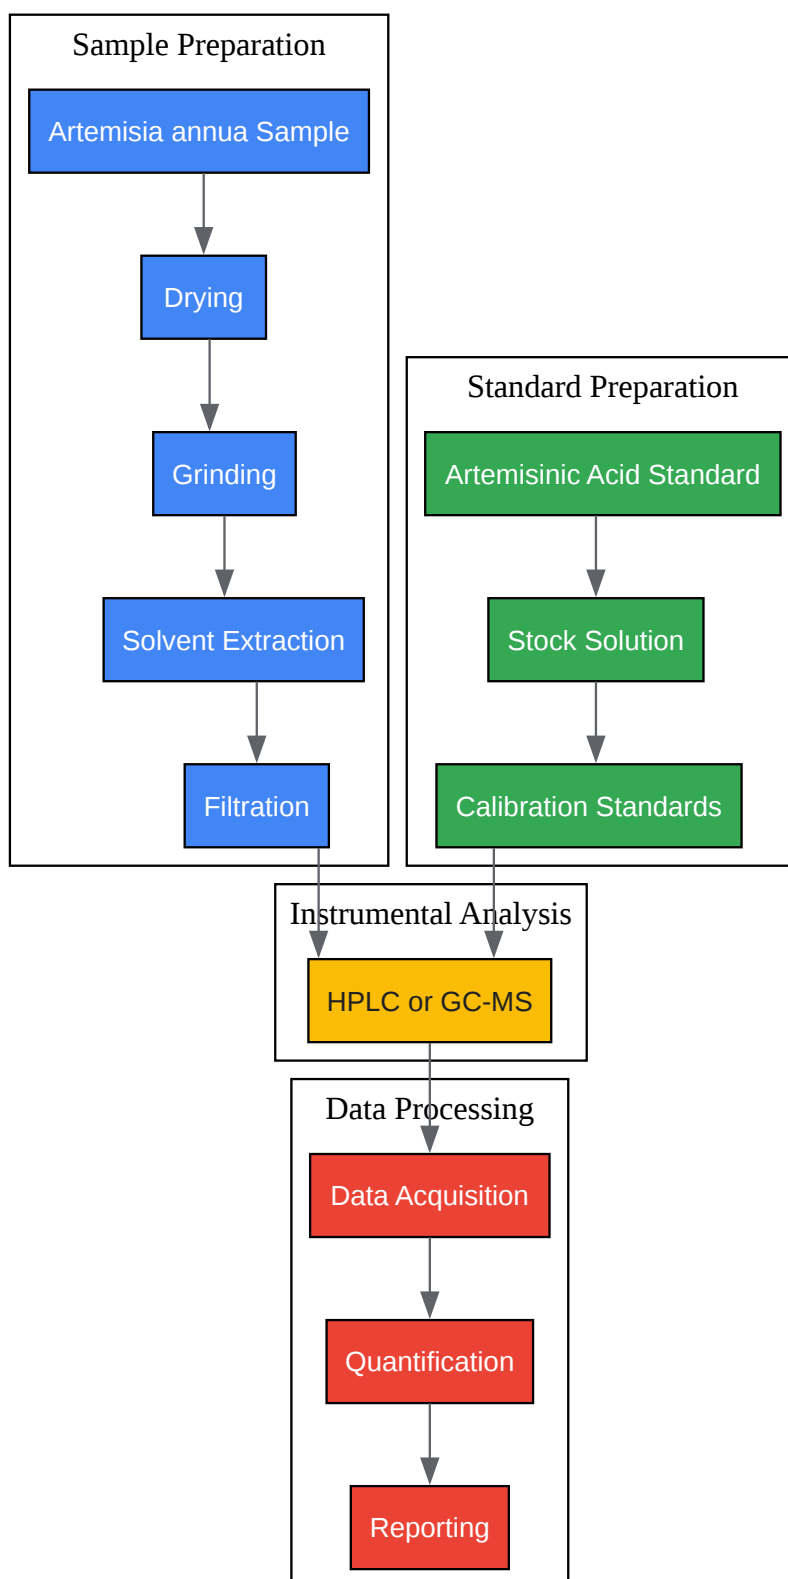 Sample Preparation
Artemisia annua Sample
Drying
Grinding
Solvent Extraction
Filtration
Standard Preparation
Artemisinic Acid Standard
Stock Solution
Calibration Standards
Instrumental Analysis
HPLC or GC-MS
Data Processing
Data Acquisition
Quantification
Reporting